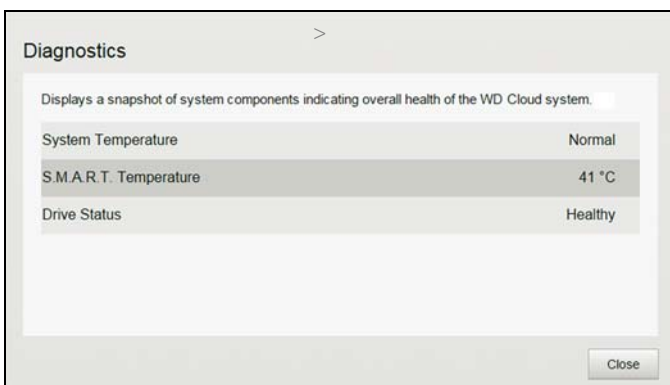 >
Diagnostics
Displays a snapshot of system components indicating overall health of the WD Cloud system.
System Temperature Normal
S.M.A.R.T. Temperature 41 °C
Drive Status Healthy
Close